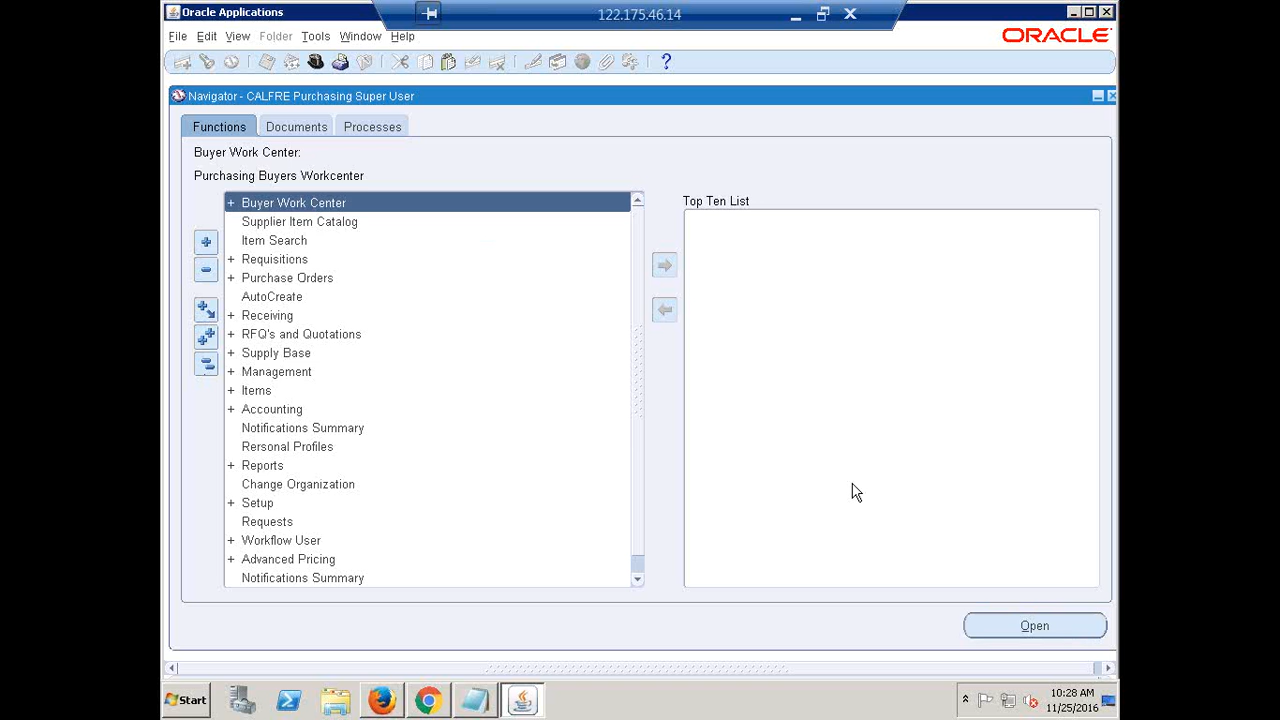 Oracle Applications
122.175.46.14
File Edit View Folder Tools Window Help
ORACLE
Navigator - CALFRE Purchasing Super User
Functions Documents Processes
Buyer Work Center:
Purchasing Buyers Workcenter
Top Ten List
+ Buyer Work Center
Supplier Item Catalog
Item Search
+ Requisitions
+ Purchase Orders
AutoCreate
+ Receiving
+ RFQ's and Quotations
+ Supply Base
+ Management
+ Items
+ Accounting
Notifications Summary
Rersonal Profiles
+ Reports
Change Organization
+ Setup
Requests
+ Workflow User
+ Advanced Pricing
Notifications Summary
Open
Start
10:28 AM
11/25/2016